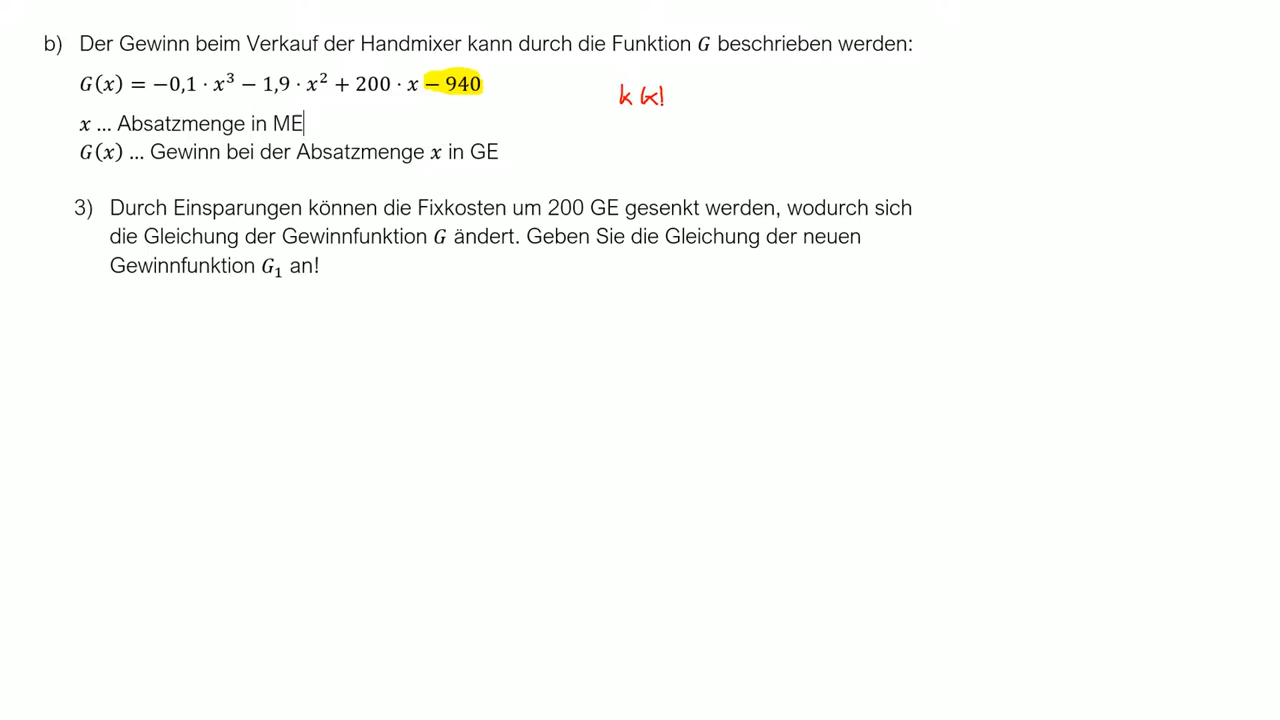 b) Der Gewinn beim Verkauf der Handmixer kann durch die Funktion G beschrieben werden:
G(x) = −0,1 · x³ − 1,9 · x² + 200 · x − 940
x ... Absatzmenge in ME
G(x) ... Gewinn bei der Absatzmenge x in GE
3) Durch Einsparungen können die Fixkosten um 200 GE gesenkt werden, wodurch sich
die Gleichung der Gewinnfunktion G ändert. Geben Sie die Gleichung der neuen
Gewinnfunktion G₁ an!